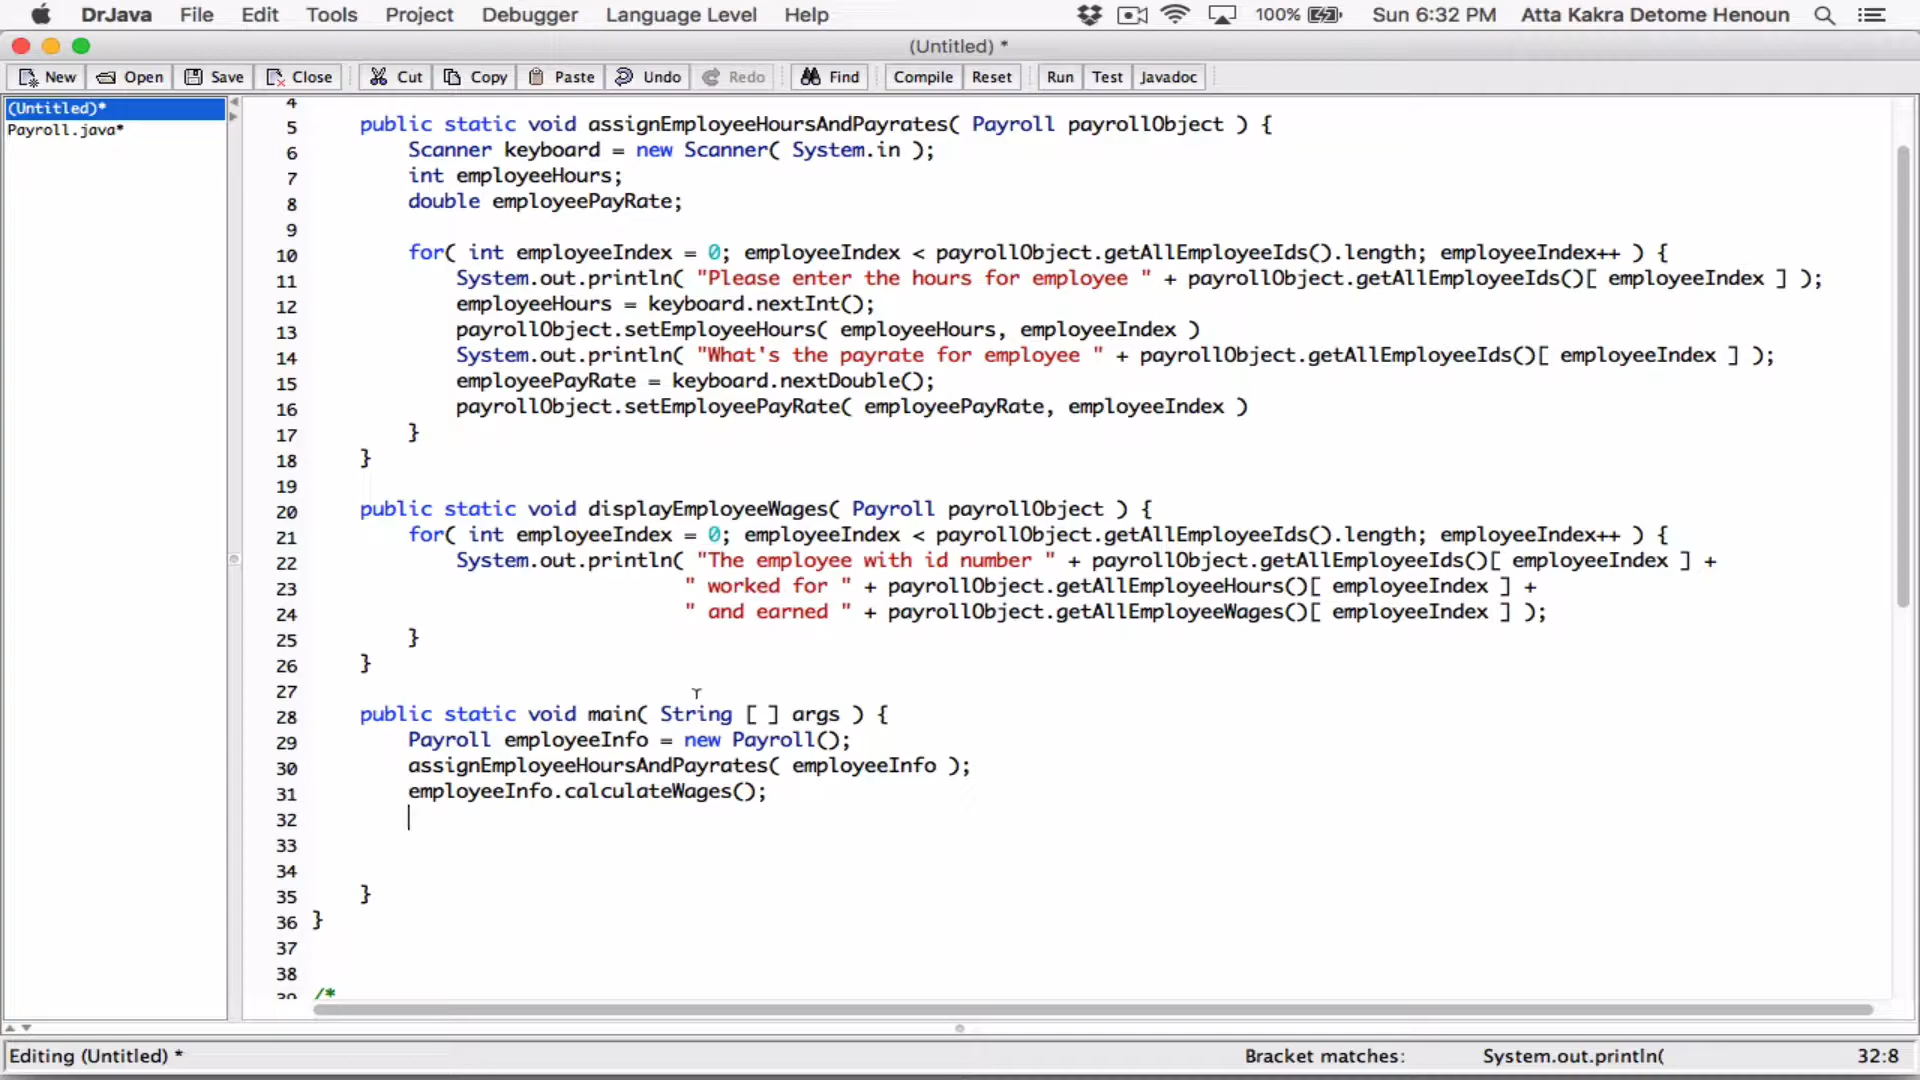 DrJava File Edit Tools Project Debugger Language Level Help 100% Sun 6:32 PM Atta Kakra Detome Henoun
(Untitled) *
New Open Save Close Cut Copy Paste Undo Redo Find Compile Reset Run Test Javadoc
(Untitled)*
Payroll.java*
4
5 public static void assignEmployeeHoursAndPayrates( Payroll payrollObject ) {
6 Scanner keyboard = new Scanner( System.in );
7 int employeeHours;
8 double employeePayRate;
9
10 for( int employeeIndex = 0; employeeIndex < payrollObject.getAllEmployeeIds().length; employeeIndex++ ) {
11 System.out.println( "Please enter the hours for employee " + payrollObject.getAllEmployeeIds()[ employeeIndex ] );
12 employeeHours = keyboard.nextInt();
13 payrollObject.setEmployeeHours( employeeHours, employeeIndex )
14 System.out.println( "What's the payrate for employee " + payrollObject.getAllEmployeeIds()[ employeeIndex ] );
15 employeePayRate = keyboard.nextDouble();
16 payrollObject.setEmployeePayRate( employeePayRate, employeeIndex )
17 }
18 }
19
20 public static void displayEmployeeWages( Payroll payrollObject ) {
21 for( int employeeIndex = 0; employeeIndex < payrollObject.getAllEmployeeIds().length; employeeIndex++ ) {
22 System.out.println( "The employee with id number " + payrollObject.getAllEmployeeIds()[ employeeIndex ] +
23 " worked for " + payrollObject.getAllEmployeeHours()[ employeeIndex ] +
24 " and earned " + payrollObject.getAllEmployeeWages()[ employeeIndex ] );
25 }
26 }
27
28 public static void main( String [ ] args ) {
29 Payroll employeeInfo = new Payroll();
30 assignEmployeeHoursAndPayrates( employeeInfo );
31 employeeInfo.calculateWages();
32
33
34
35 }
36 }
37
38
39 /*
Editing (Untitled) * Bracket matches: System.out.println( 32:8